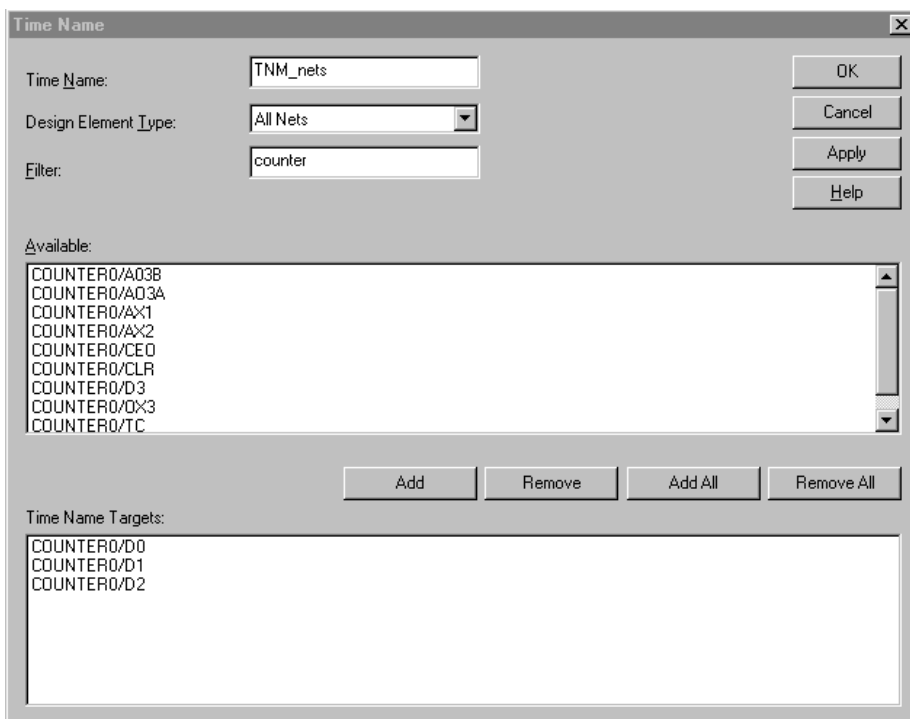 Time Name
Time Name:
TNM_nets
OK
Design Element Type:
All Nets
Cancel
Filter:
counter
Apply
Help
Available:
COUNTER0/A03B
COUNTER0/A03A
COUNTER0/AX1
COUNTER0/AX2
COUNTER0/CEO
COUNTER0/CLR
COUNTER0/D3
COUNTER0/OX3
COUNTER0/TC
Add
Remove
Add All
Remove All
Time Name Targets:
COUNTER0/D0
COUNTER0/D1
COUNTER0/D2